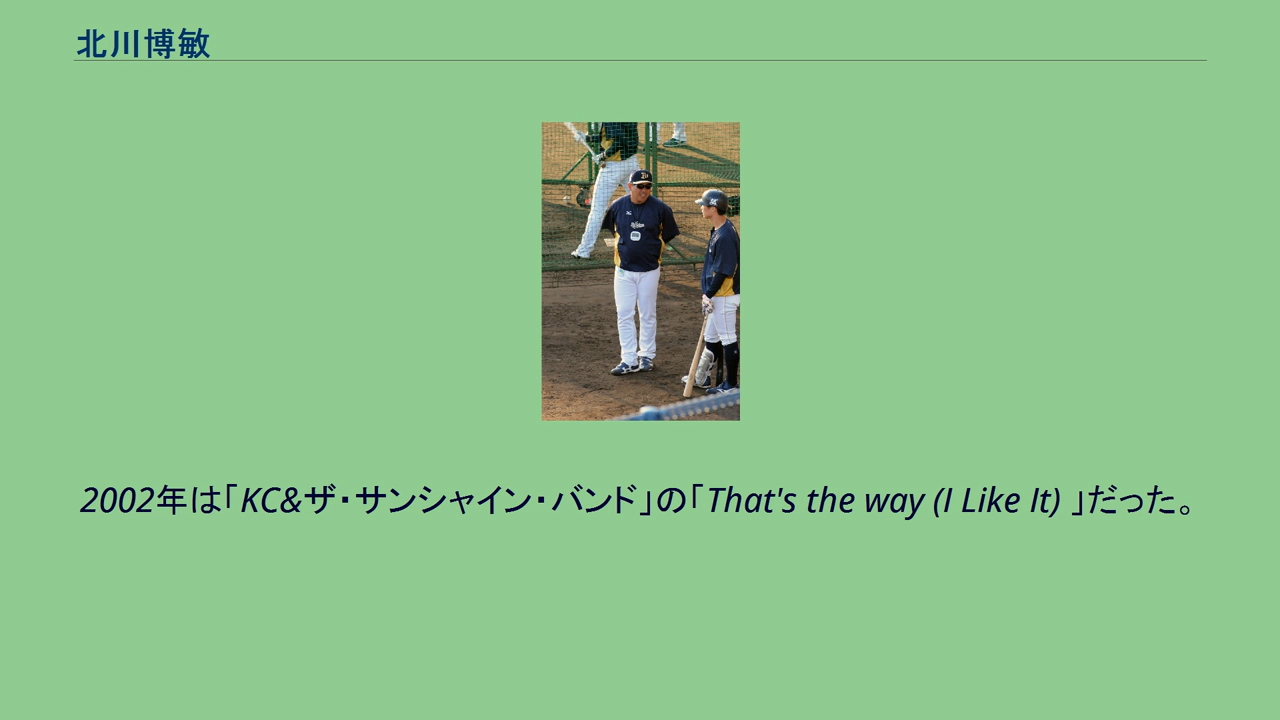 北川博敏
2002年は「KC&ザ・サンシャイン・バンド」の「That's the way (I Like It) 」だった。